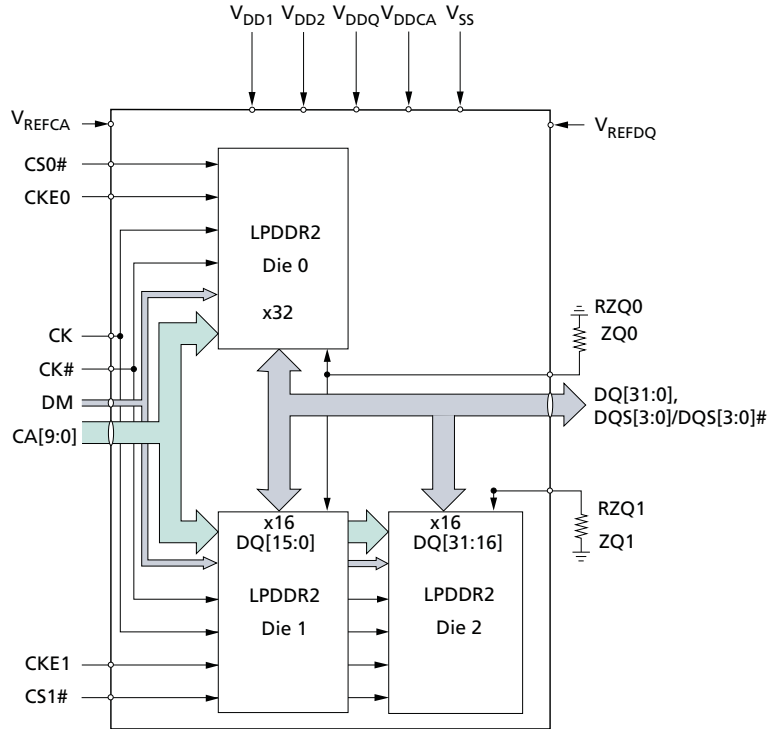 VDD1 VDD2 VDDQ VDDCA VSS
VREFCA
VREFDQ
CS0#
CKE0
LPDDR2
Die 0
x32
RZQ0
ZQ0
CK
CK#
DM
CA[9:0]
DQ[31:0],
DQS[3:0]/DQS[3:0]#
x16
DQ[15:0]
LPDDR2
Die 1
x16
DQ[31:16]
LPDDR2
Die 2
RZQ1
ZQ1
CKE1
CS1#